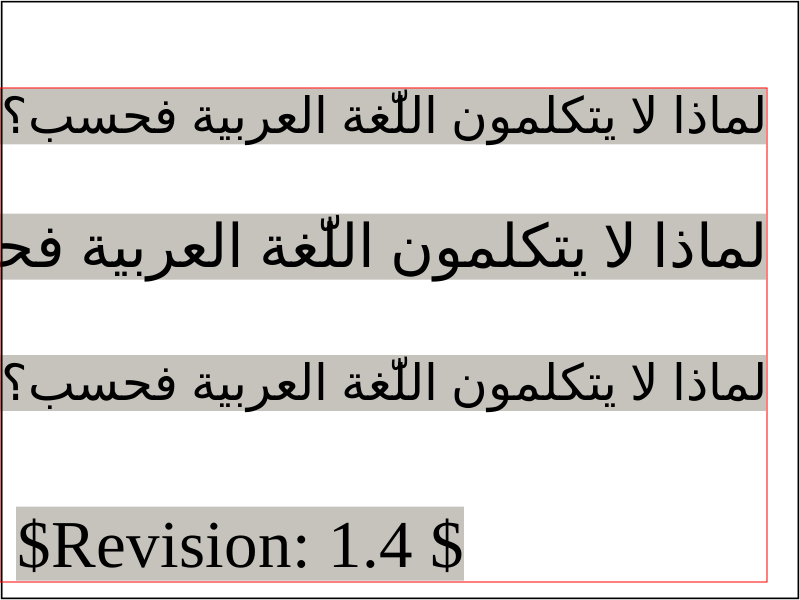 لماذا لا يتكلمون اللّغة العربية فحسب؟
لماذا لا يتكلمون اللّغة العربية
لماذا لا يتكلمون اللّغة العربية فحسب؟
$Revision: 1.4 $